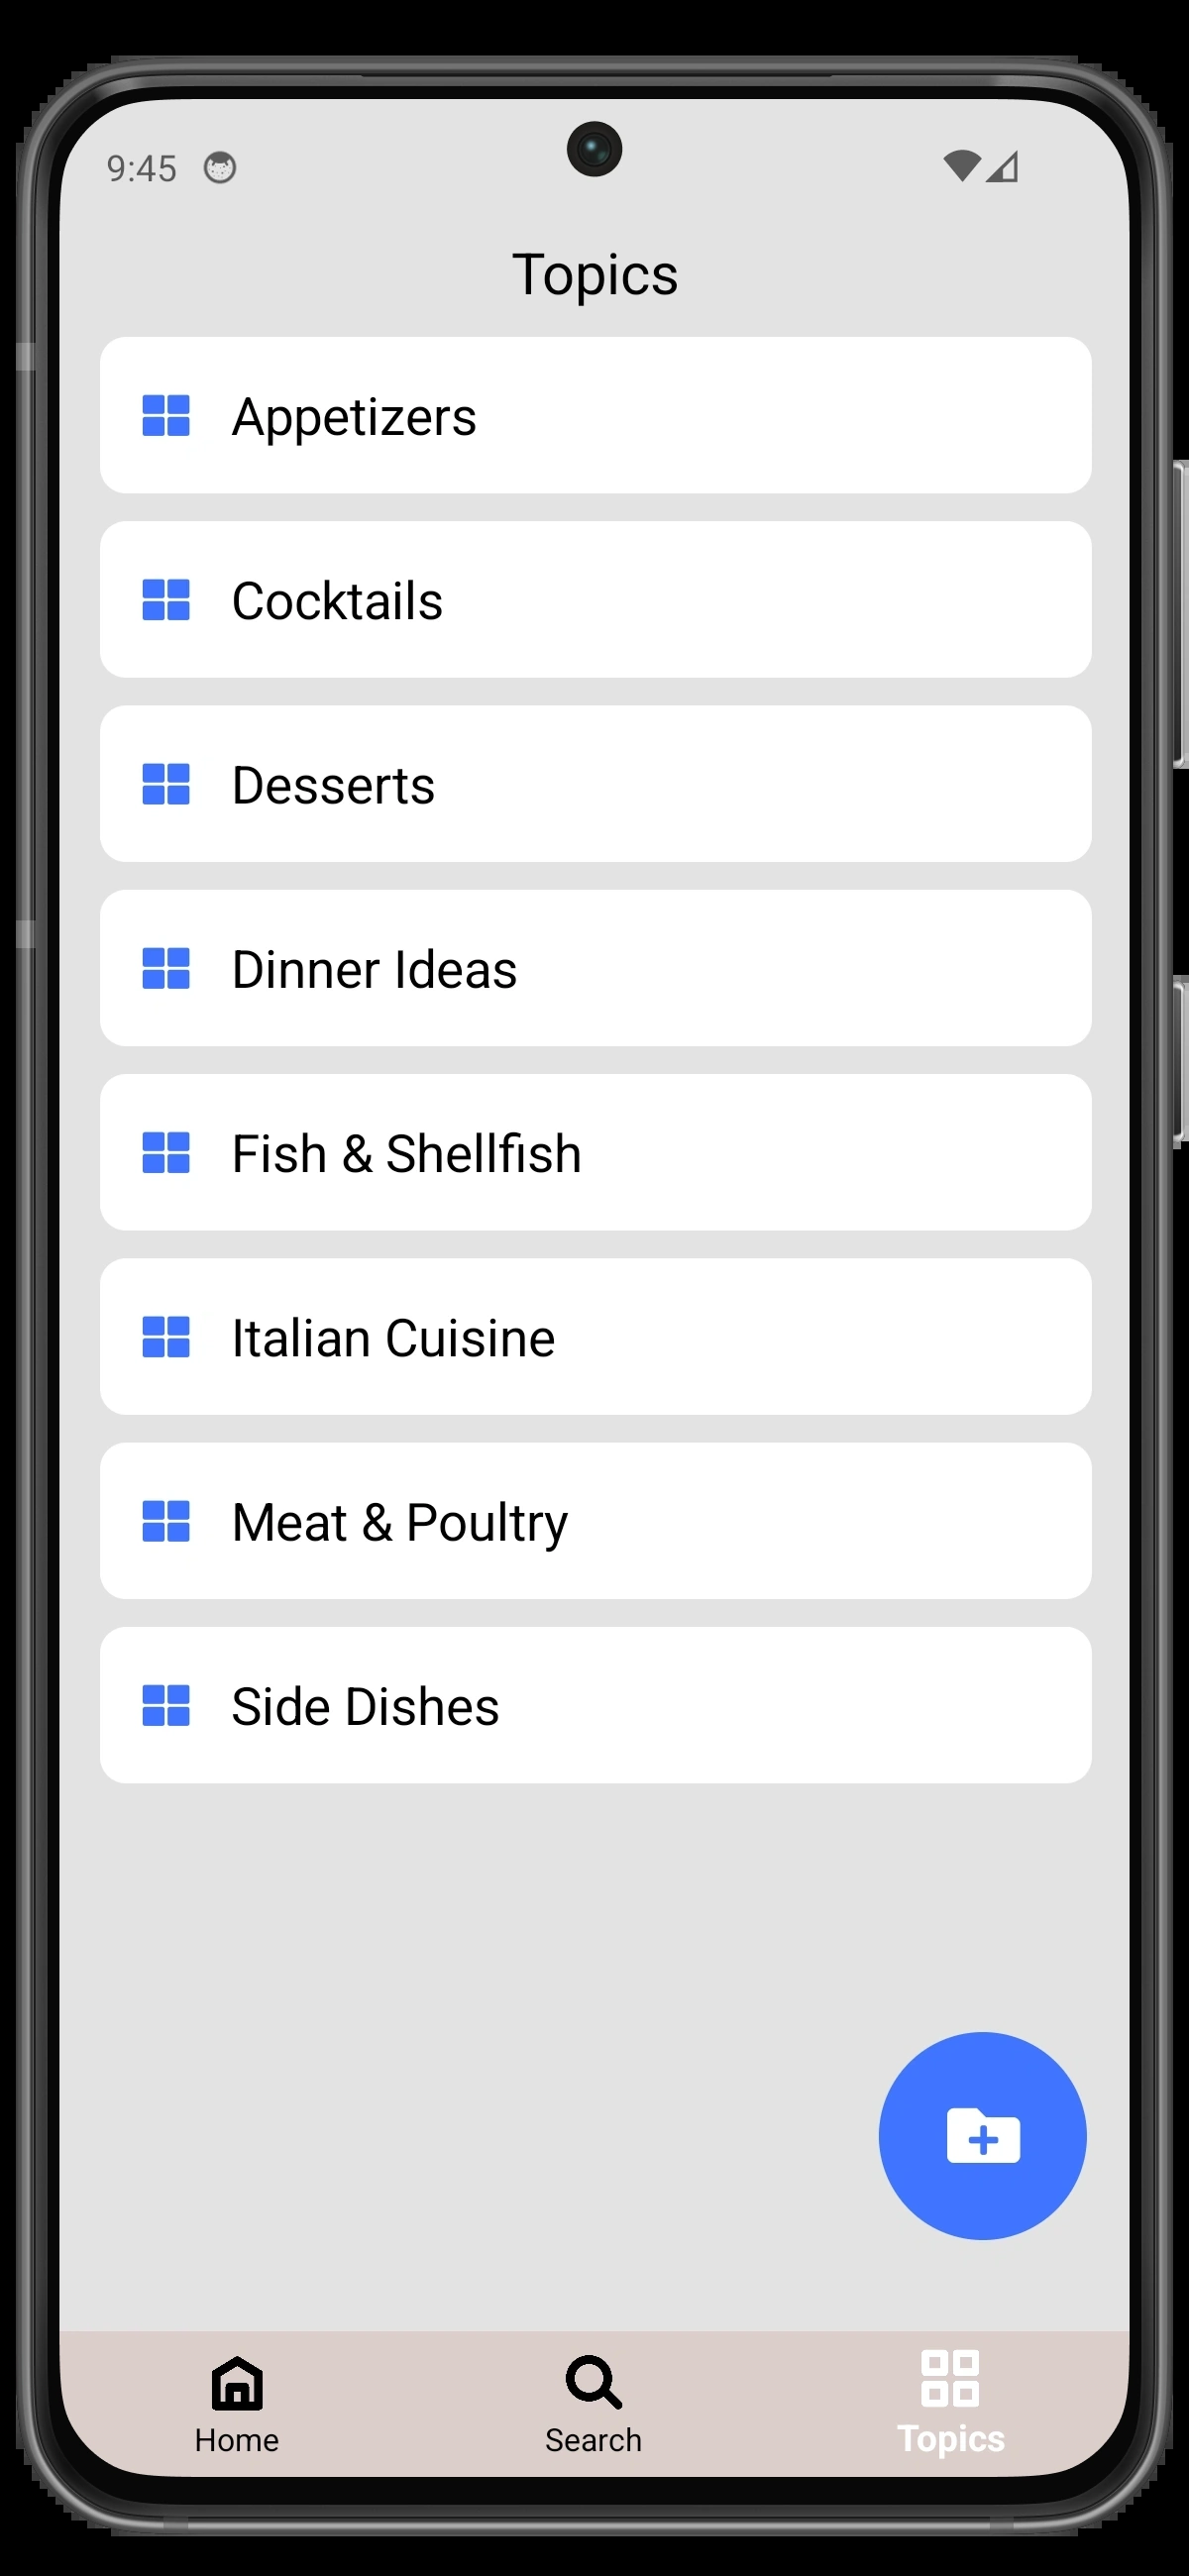 9:45
Topics
Appetizers
Cocktails
Desserts
Dinner Ideas
Fish & Shellfish
Italian Cuisine
Meat & Poultry
Side Dishes
Home
Search
Topics